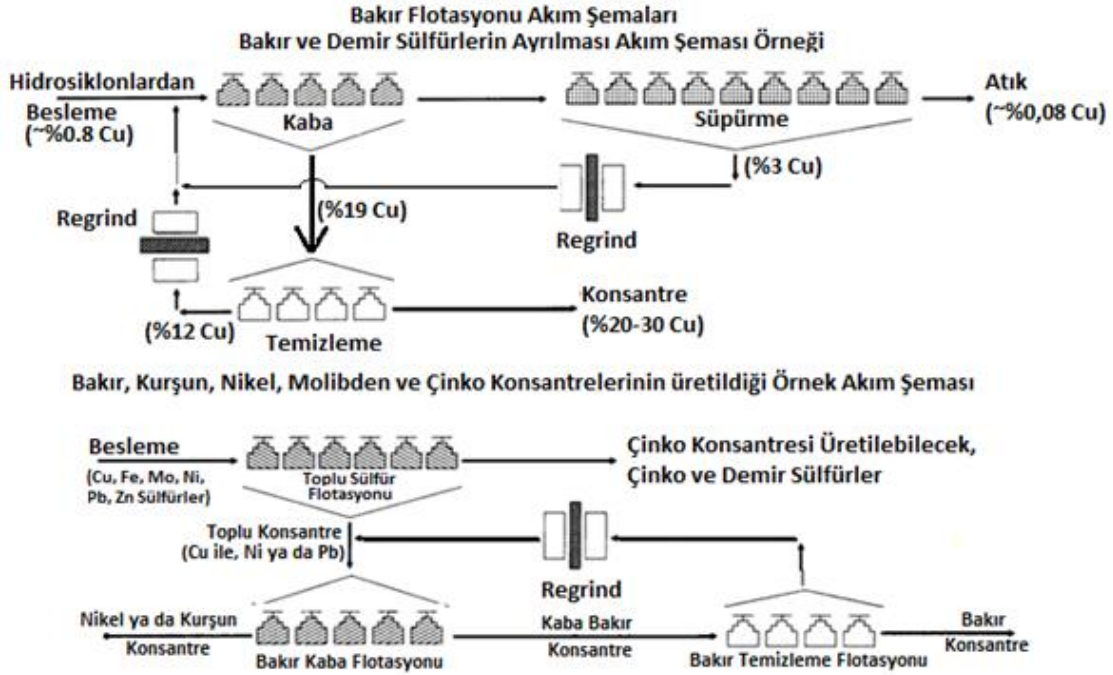 Bakır Flotasyonu Akım Şemaları
Bakır ve Demir Sülfürlerin Ayrılması Akım Şeması Örneği
Hidrosiklonlardan
Besleme
(~%0.8 Cu)
Kaba
Süpürme
Atık
(~%0,08 Cu)
(%3 Cu)
Regrind
(%19 Cu)
Regrind
Konsantre
(%20-30 Cu)
(%12 Cu)
Temizleme
Bakır, Kurşun, Nikel, Molibden ve Çinko Konsantrelerinin üretildiği Örnek Akım Şeması
Besleme
(Cu, Fe, Mo, Ni,
Pb, Zn Sülfürler)
Toplu Sülfür
Flotasyonu
Çinko Konsantresi Üretilebilecek,
Çinko ve Demir Sülfürler
Toplu Konsantre
(Cu ile, Ni ya da Pb)
Regrind
Nikel ya da Kurşun
Konsantre
Bakır Kaba Flotasyonu
Kaba Bakır
Konsantre
Bakır Temizleme Flotasyonu
Bakır
Konsantre